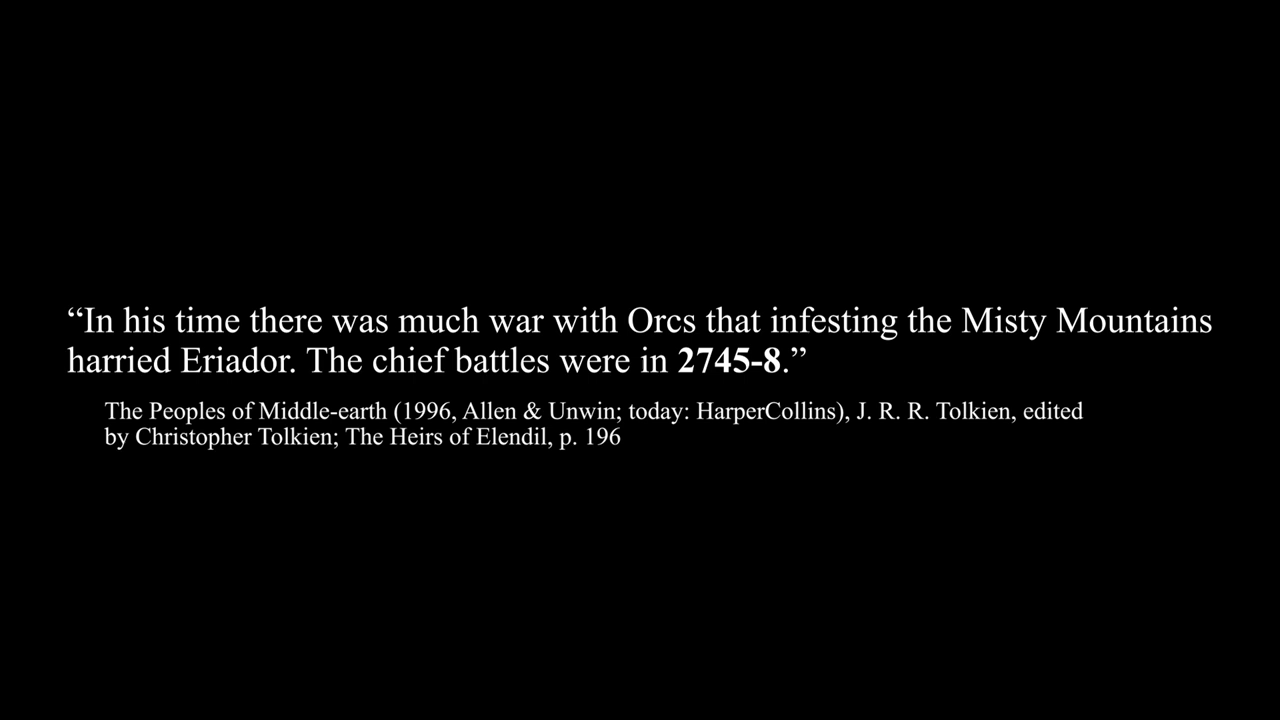 “In his time there was much war with Orcs that infesting the Misty Mountains
harried Eriador. The chief battles were in 2745-8.”
The Peoples of Middle-earth (1996, Allen & Unwin; today: HarperCollins), J. R. R. Tolkien, edited
by Christopher Tolkien; The Heirs of Elendil, p. 196